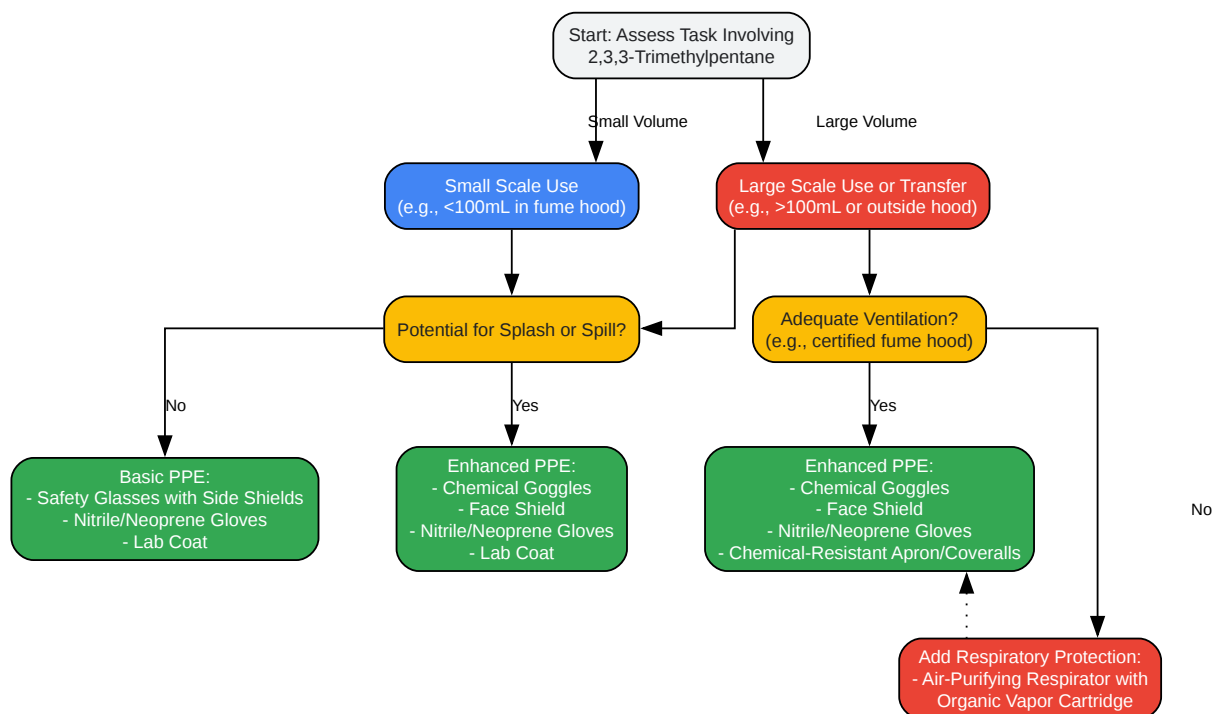 Start: Assess Task Involving
2,3,3-Trimethylpentane
Small Volume
Large Volume
Small Scale Use
(e.g., <100mL in fume hood)
Large Scale Use or Transfer
(e.g., >100mL or outside hood)
Potential for Splash or Spill?
Adequate Ventilation?
(e.g., certified fume hood)
No
Yes
Yes
No
Basic PPE:
- Safety Glasses with Side Shields
- Nitrile/Neoprene Gloves
- Lab Coat
Enhanced PPE:
- Chemical Goggles
- Face Shield
- Nitrile/Neoprene Gloves
- Lab Coat
Enhanced PPE:
- Chemical Goggles
- Face Shield
- Nitrile/Neoprene Gloves
- Chemical-Resistant Apron/Coveralls
Add Respiratory Protection:
- Air-Purifying Respirator with
Organic Vapor Cartridge